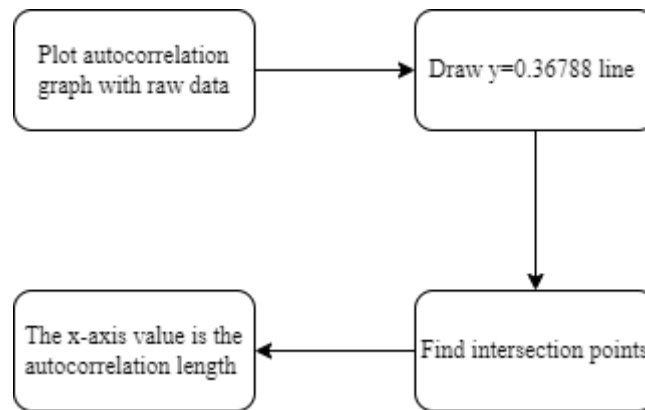 Plot autocorrelation
graph with raw data
Draw y=0.36788 line
Find intersection points
The x-axis value is the
autocorrelation length